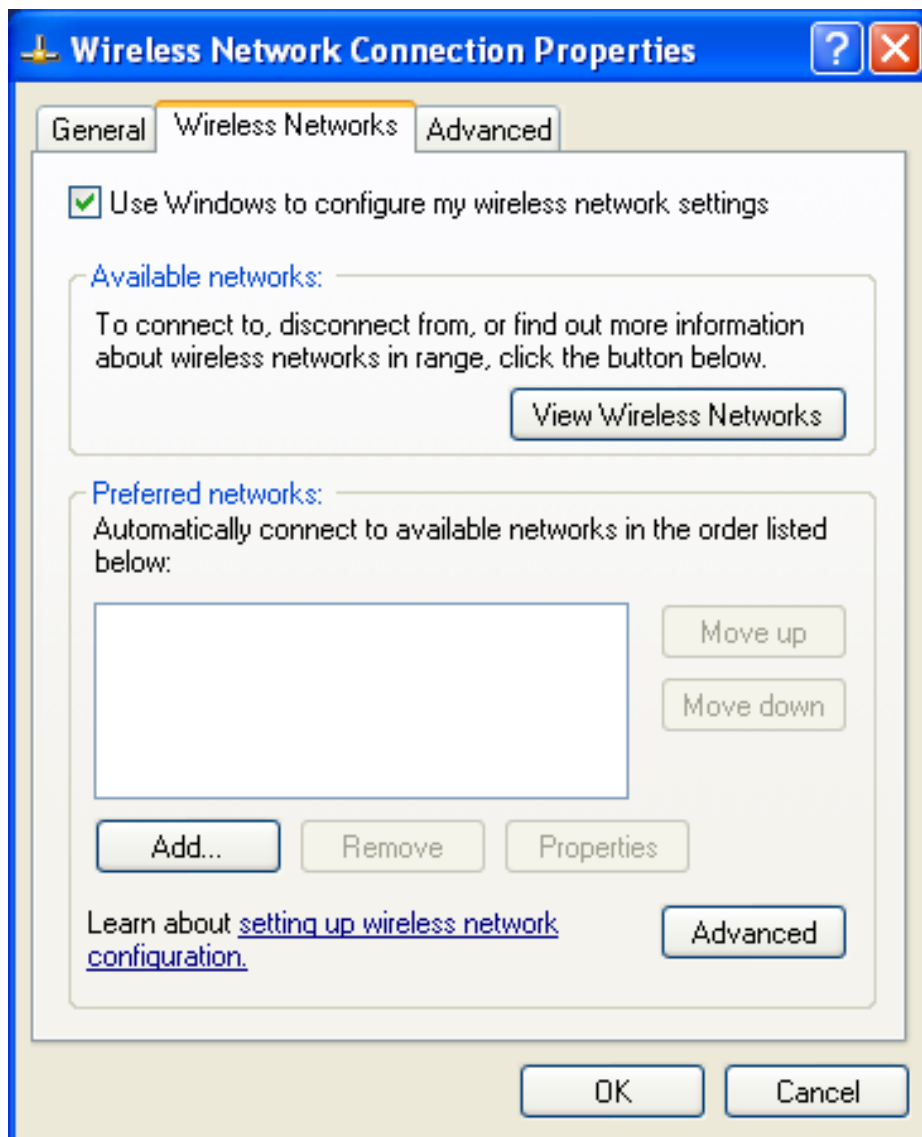 Wireless Network Connection Properties
General Wireless Networks Advanced
Use Windows to configure my wireless network settings
Available networks:
To connect to, disconnect from, or find out more information
about wireless networks in range, click the button below.
View Wireless Networks
Preferred networks:
Automatically connect to available networks in the order listed
below:
Move up
Move down
Add... Remove Properties
Learn about setting up wireless network
configuration.
Advanced
OK Cancel